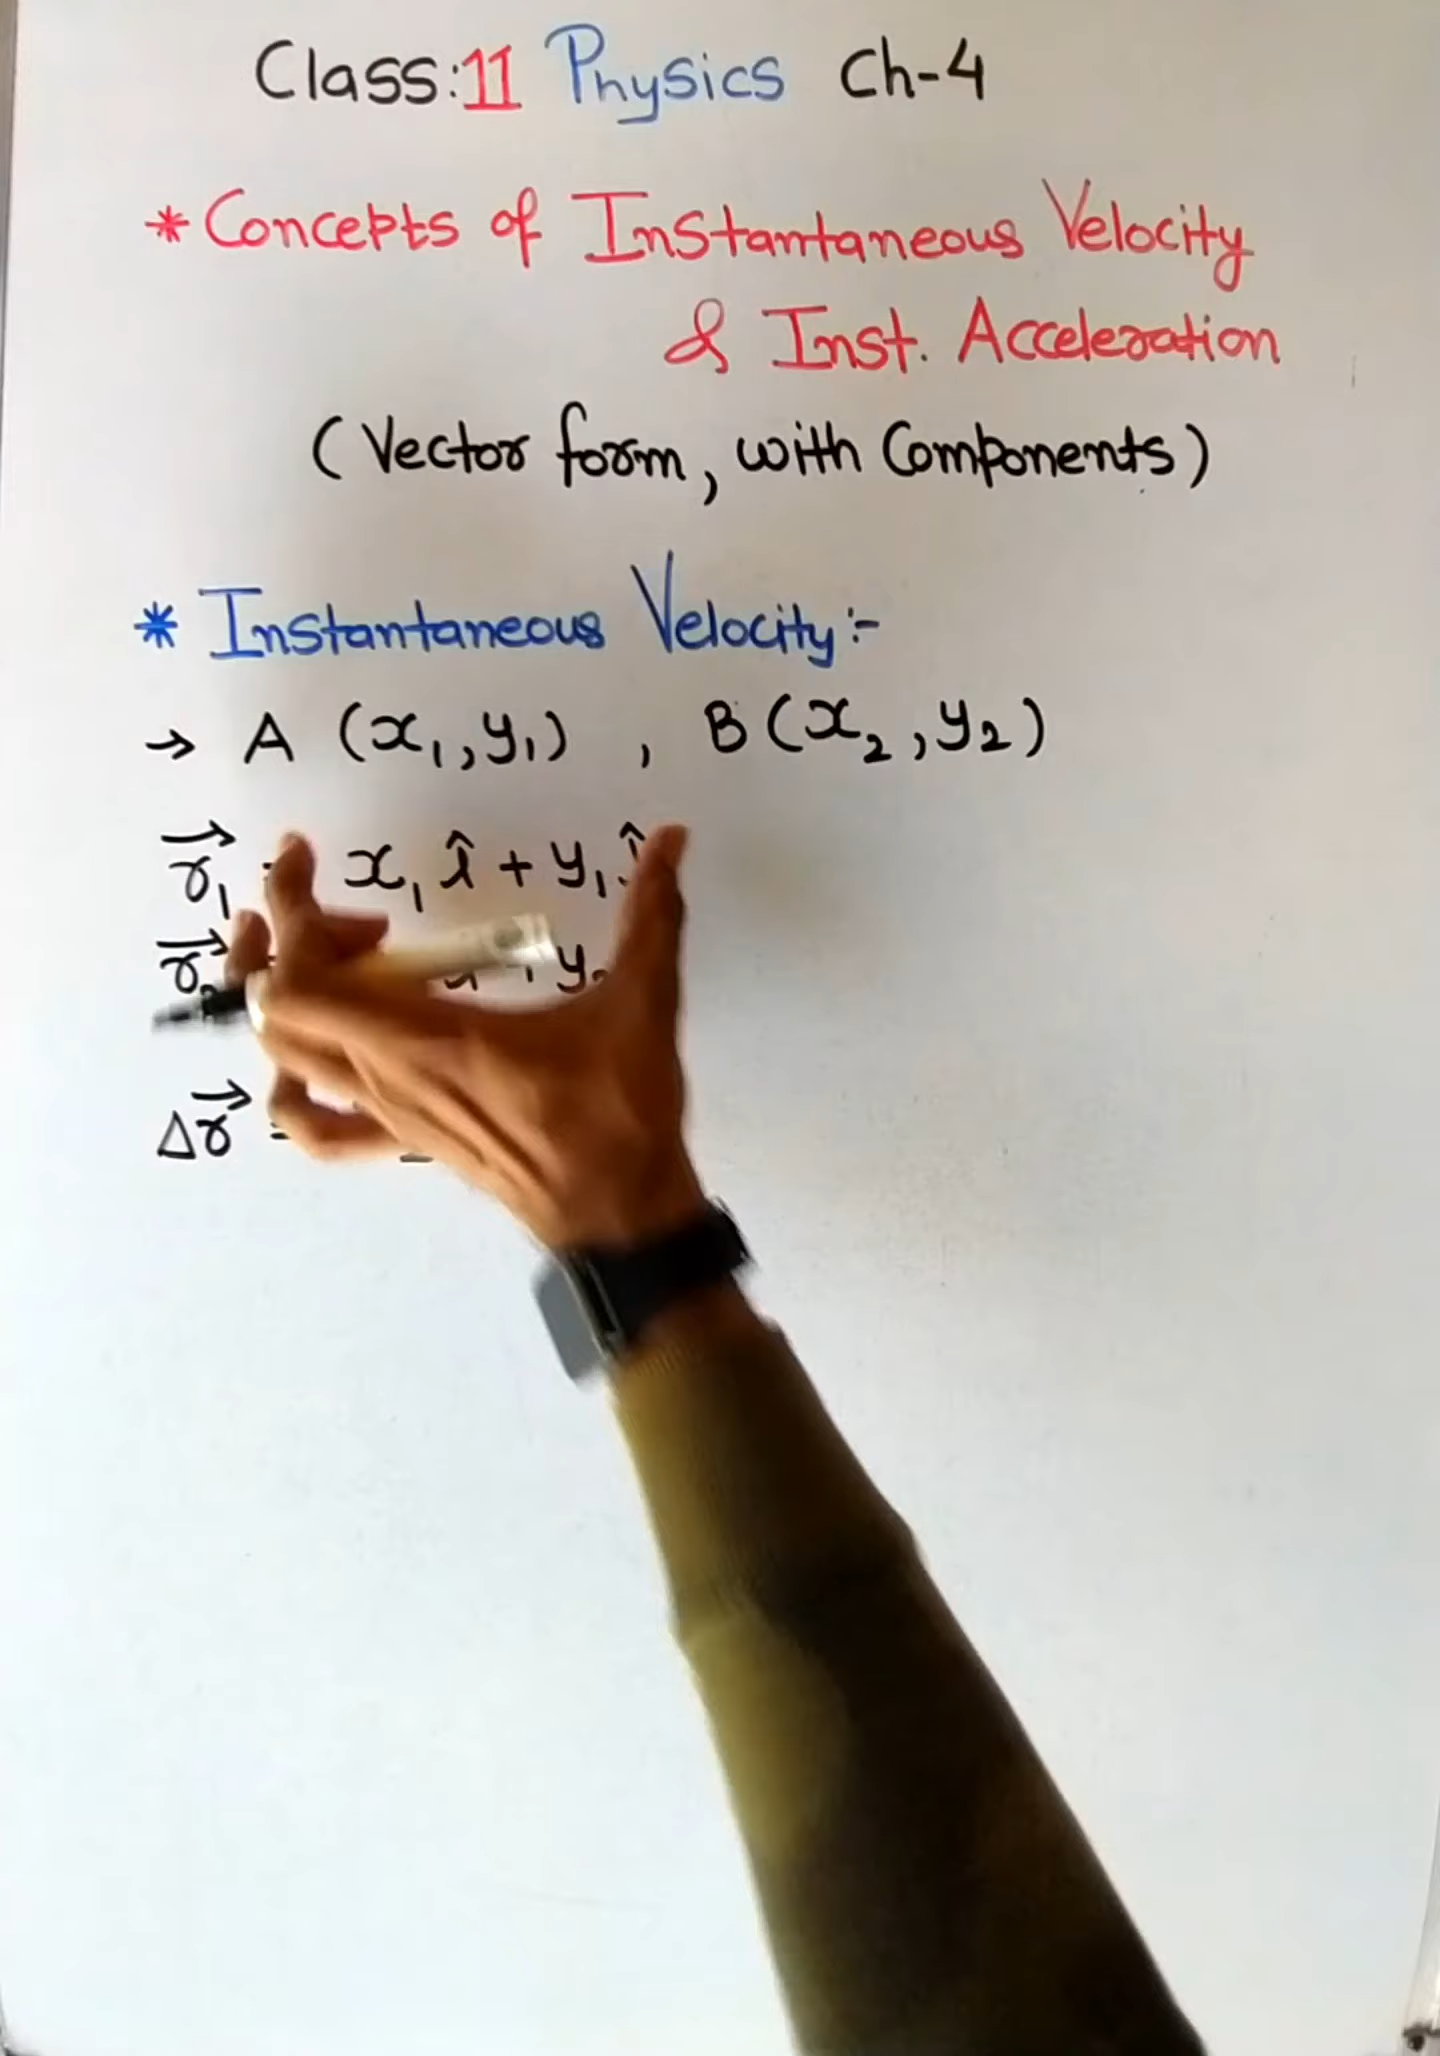 Class:11 Physics Ch-4
* Concepts of Instantaneous Velocity
& Inst. Acceleration
(Vector form, with Components)
* Instantaneous Velocity:-
→ A (x₁,y₁) , B(x₂,y₂)
r⃗₁ = x₁ î + y₁ ĵ
r⃗₂ + y₂
Δr⃗ =